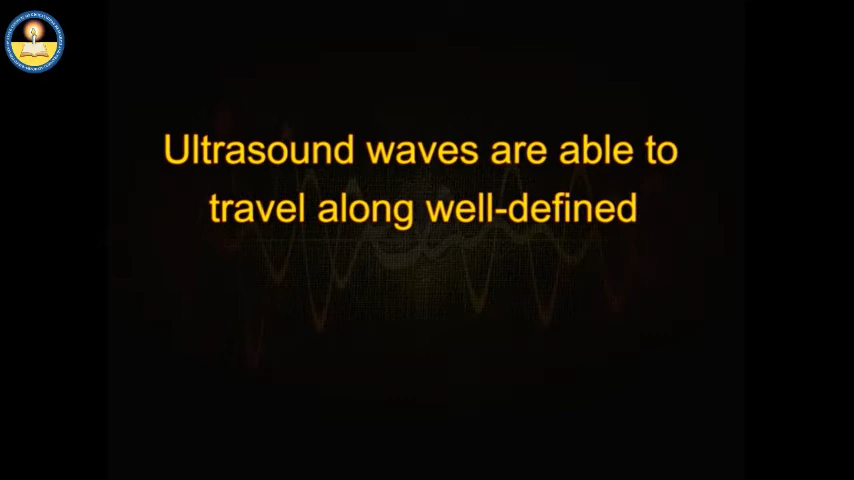 Ultrasound waves are able to
travel along well-defined